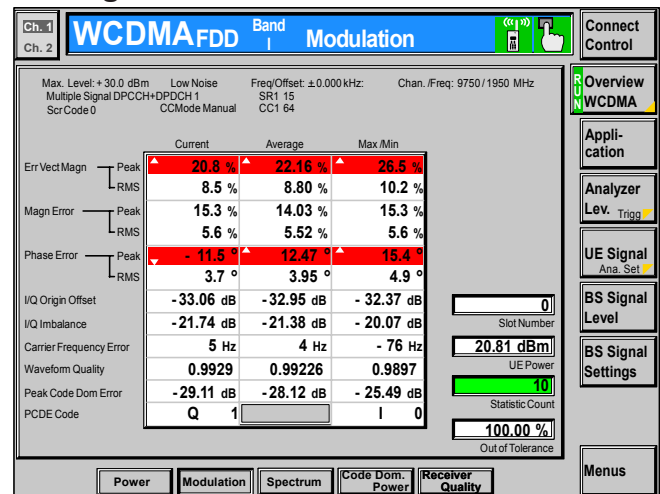 Ch. 1
Ch. 2
WCDMA FDD Band I Modulation
Connect Control
Max. Level: + 30.0 dBm Low Noise Freq/Offset: ± 0.000 kHz: Chan. /Freq: 9750 / 1950 MHz
Multiple Signal DPCCH+DPDCH 1 SR1 15
Scr Code 0 CCMode Manual CC1 64
RUN
Overview WCDMA
Appli-cation
Analyzer Lev. Trigg
UE Signal Ana. Set
BS Signal Level
BS Signal Settings
Menus
Current Average Max /Min
Err Vect Magn Peak 20.8 % 22.16 % 26.5 %
RMS 8.5 % 8.80 % 10.2 %
Magn Error Peak 15.3 % 14.03 % 15.3 %
RMS 5.6 % 5.52 % 5.6 %
Phase Error Peak - 11.5 ° 12.47 ° 15.4 °
RMS 3.7 ° 3.95 ° 4.9 °
I/Q Origin Offset - 33.06 dB - 32.95 dB - 32.37 dB
I/Q Imbalance - 21.74 dB - 21.38 dB - 20.07 dB
Carrier Frequency Error 5 Hz 4 Hz - 76 Hz
Waveform Quality 0.9929 0.99226 0.9897
Peak Code Dom Error - 29.11 dB - 28.12 dB - 25.49 dB
PCDE Code Q 1 I 0
0
Slot Number
20.81 dBm
UE Power
10
Statistic Count
100.00 %
Out of Tolerance
Power Modulation Spectrum Code Dom. Power Receiver Quality